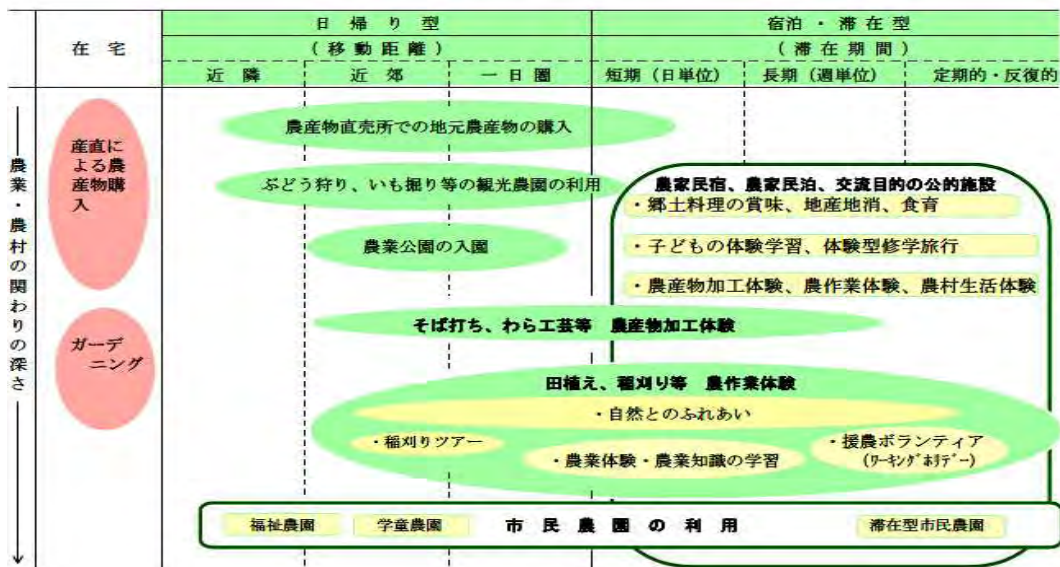 在宅
日帰り型
宿泊・滞在型
(移動距離)
(滞在期間)
近隣
近郊
一日圏
短期(日単位)
長期(週単位)
定期的・反復的
農業・農村の関わりの深さ
産直に
よる農
産物購
入
ガーデ
ニング
農産物直売所での地元農産物の購入
ぶどう狩り、いも掘り等の観光農園の利用
農業公園の入園
農家民宿、農家民泊、交流目的の公的施設
・郷土料理の賞味、地産地消、食育
・子どもの体験学習、体験型修学旅行
・農産物加工体験、農作業体験、農村生活体験
そば打ち、わら工芸等 農産物加工体験
田植え、稲刈り等 農作業体験
・自然とのふれあい
・稲刈りツアー
・農業体験・農業知識の学習
・援農ボランティア
(ワーキングホリデー)
福祉農園
学童農園
市民農園の利用
滞在型市民農園